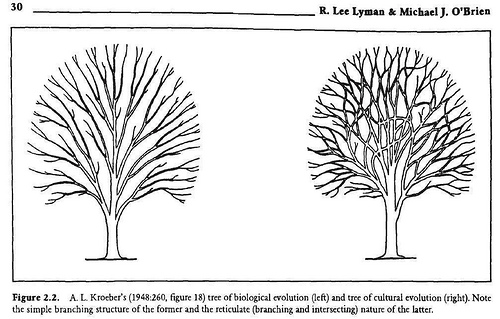 30
R. Lee Lyman & Michael J. O'Brien
Figure 2.2. A. L. Kroeber's (1948:260, figure 18) tree of biological evolution (left) and tree of cultural evolution (right). Note
the simple branching structure of the former and the reticulate (branching and intersecting) nature of the latter.